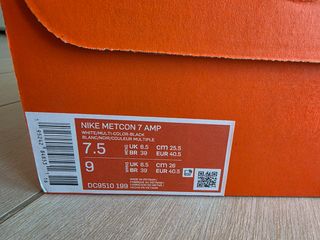 NIKE METCON 7 AMP
WHITE/MULTI-COLOR-BLACK
BLANC/NOIR/COULEUR MULTIPLE
7.5 UK 6.5 cm 25.5
BR 39 EUR 40.5
9 UK 6.5 cm 26
BR 39 EUR 40.5
DC9510 199